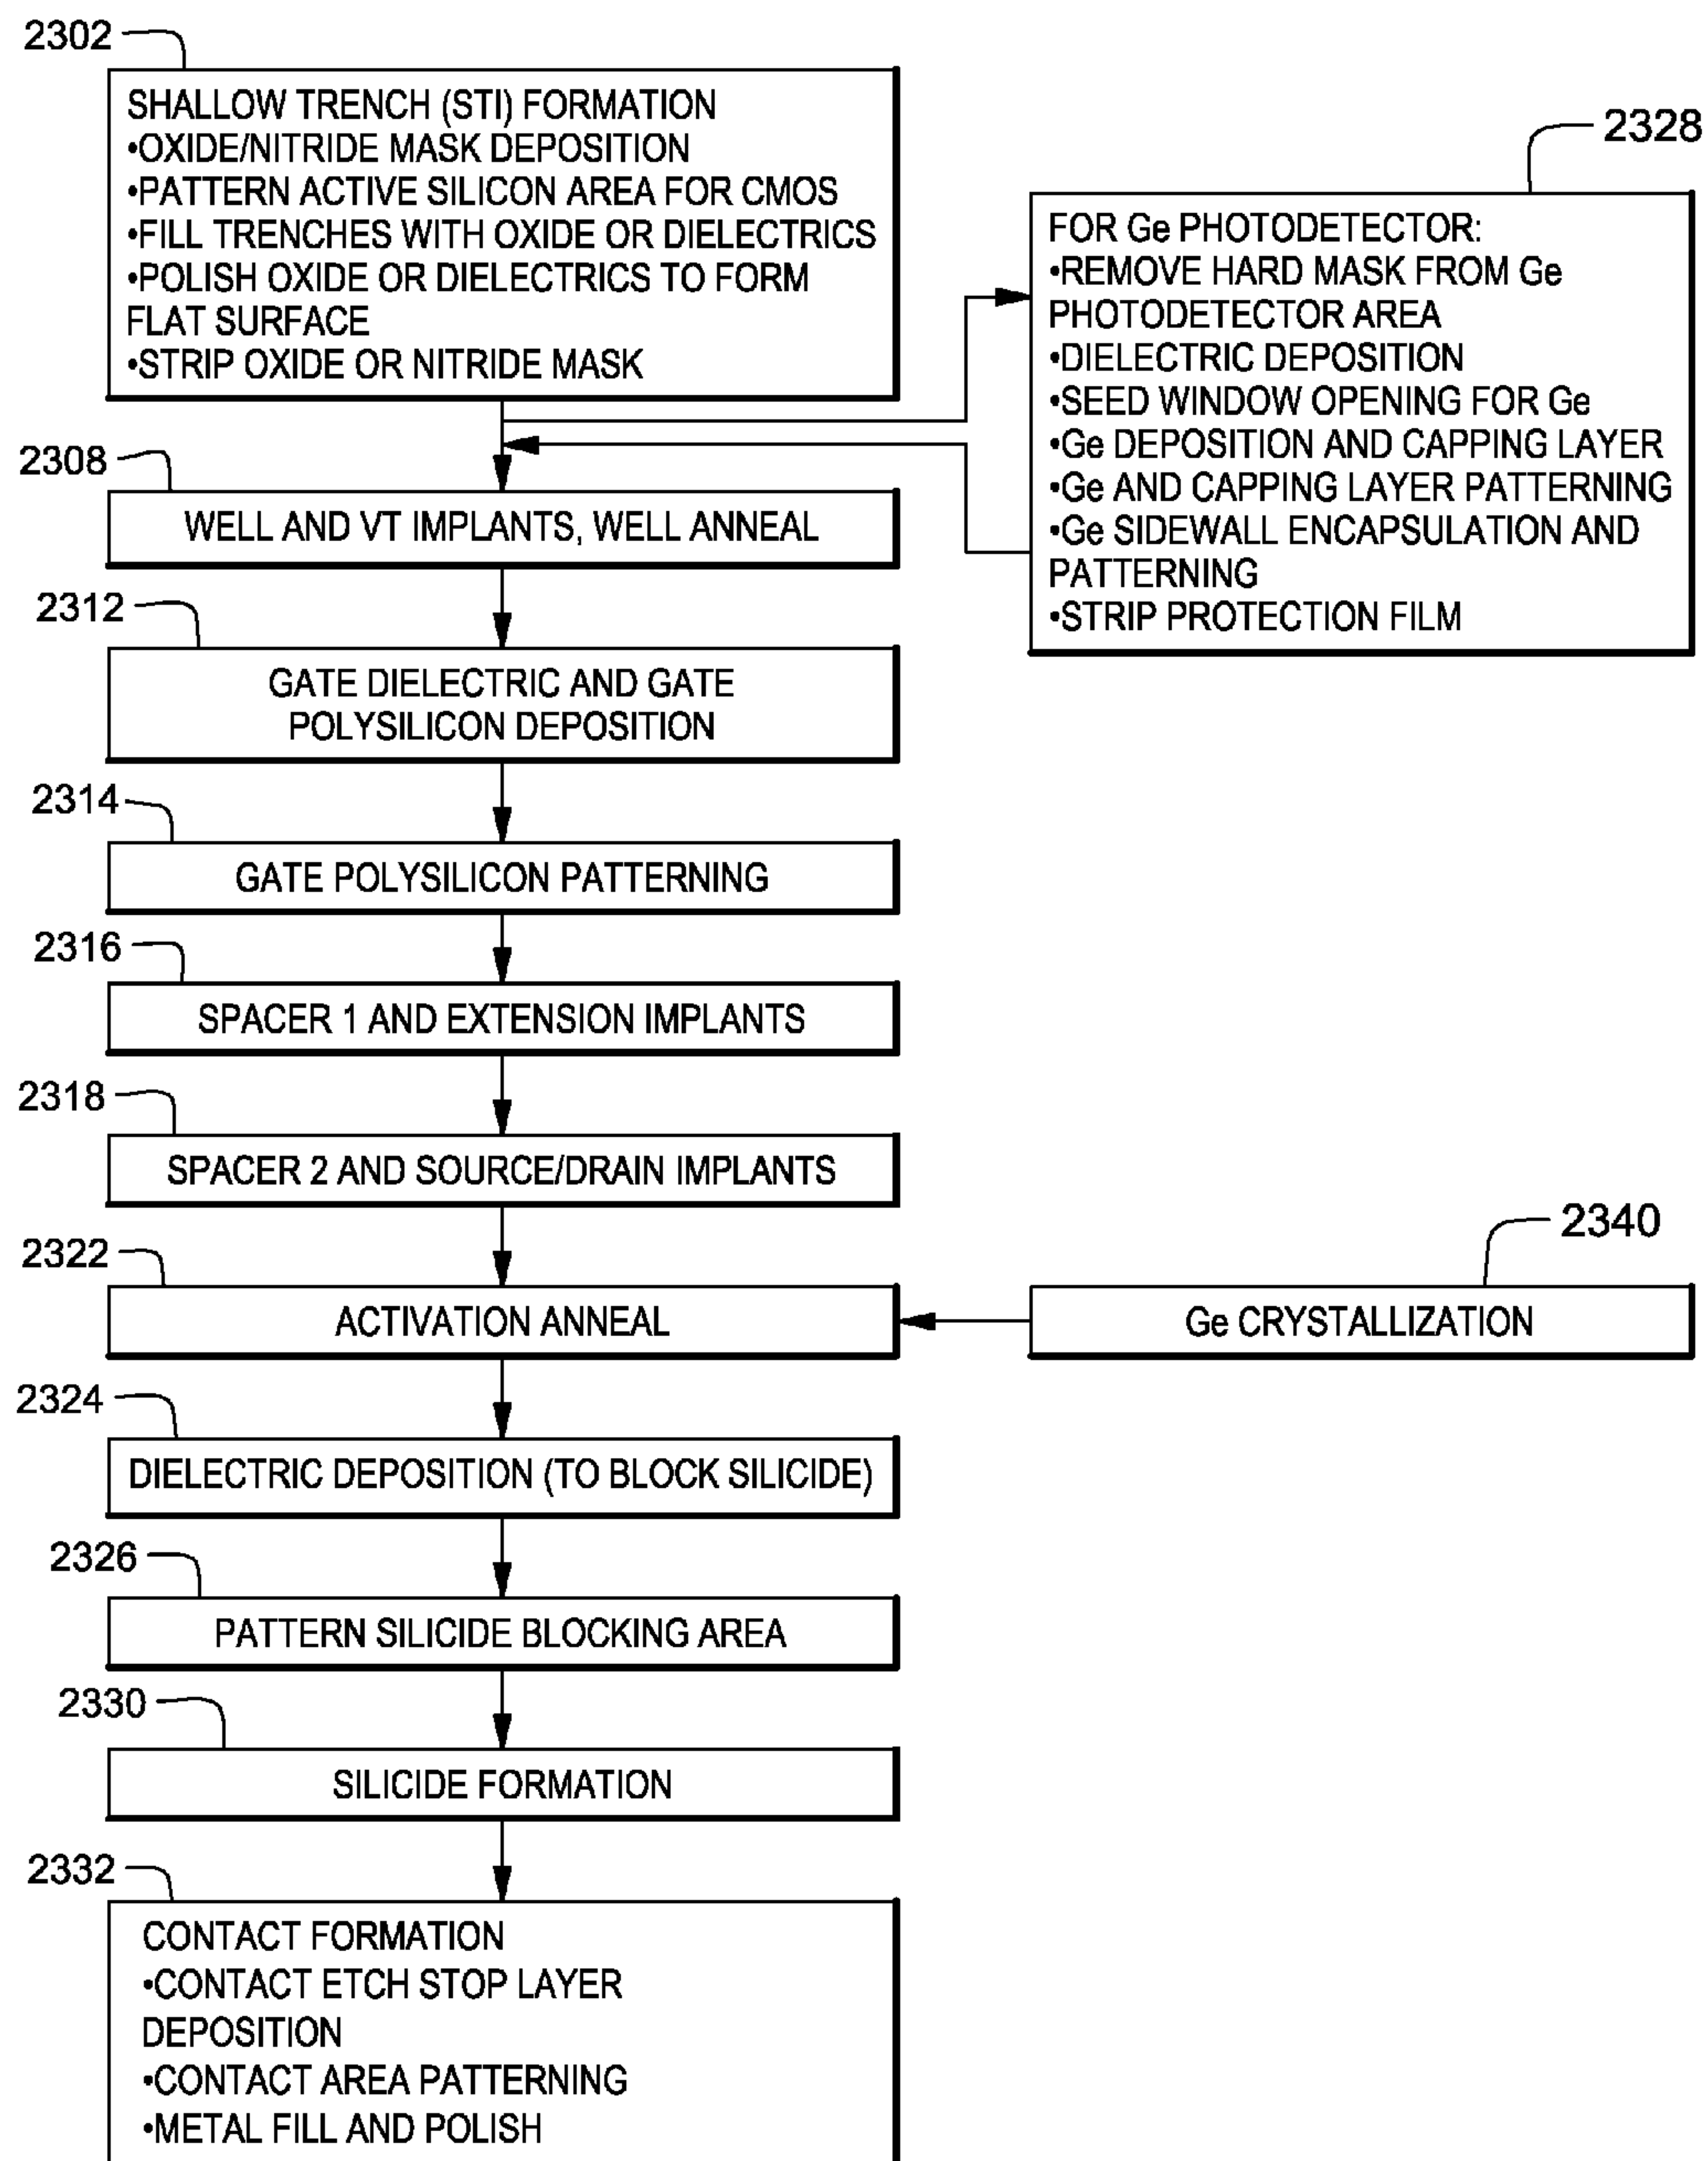 2302
SHALLOW TRENCH (STI) FORMATION
•OXIDE/NITRIDE MASK DEPOSITION
•PATTERN ACTIVE SILICON AREA FOR CMOS
•FILL TRENCHES WITH OXIDE OR DIELECTRICS
•POLISH OXIDE OR DIELECTRICS TO FORM
FLAT SURFACE
•STRIP OXIDE OR NITRIDE MASK
2328
FOR Ge PHOTODETECTOR:
•REMOVE HARD MASK FROM Ge
PHOTODETECTOR AREA
•DIELECTRIC DEPOSITION
•SEED WINDOW OPENING FOR Ge
•Ge DEPOSITION AND CAPPING LAYER
•Ge AND CAPPING LAYER PATTERNING
•Ge SIDEWALL ENCAPSULATION AND
PATTERNING
•STRIP PROTECTION FILM
2308
WELL AND VT IMPLANTS, WELL ANNEAL
2312
GATE DIELECTRIC AND GATE
POLYSILICON DEPOSITION
2314
GATE POLYSILICON PATTERNING
2316
SPACER 1 AND EXTENSION IMPLANTS
2318
SPACER 2 AND SOURCE/DRAIN IMPLANTS
2322
ACTIVATION ANNEAL
2340
Ge CRYSTALLIZATION
2324
DIELECTRIC DEPOSITION (TO BLOCK SILICIDE)
2326
PATTERN SILICIDE BLOCKING AREA
2330
SILICIDE FORMATION
2332
CONTACT FORMATION
•CONTACT ETCH STOP LAYER
DEPOSITION
•CONTACT AREA PATTERNING
•METAL FILL AND POLISH